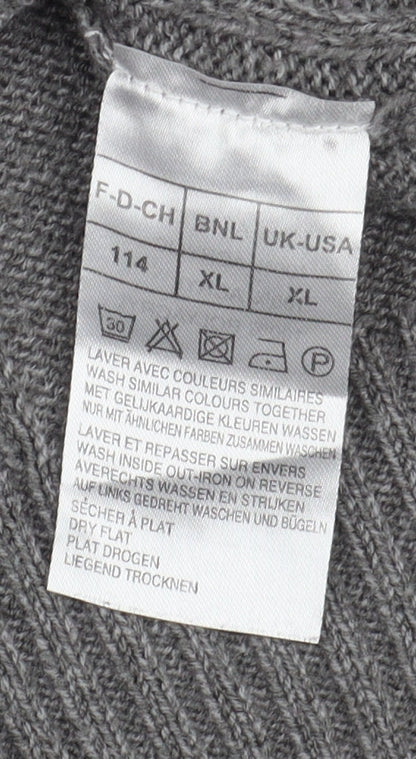 F-D-CH BNL UK-USA
114 XL XL
30 P
LAVER AVEC COULEURS SIMILAIRES
WASH SIMILAR COLOURS TOGETHER
MET GELIJKAARDIGE KLEUREN WASSEN
NUR MIT ÄHNLICHEN FARBEN ZUSAMMEN WASCHEN
LAVER ET REPASSER SUR ENVERS
WASH INSIDE OUT-IRON ON REVERSE
AVERECHTS WASSEN EN STRIJKEN
AUF LINKS GEDREHT WASCHEN UND BÜGELN
SÉCHER À PLAT
DRY FLAT
PLAT DROGEN
LIEGEND TROCKNEN